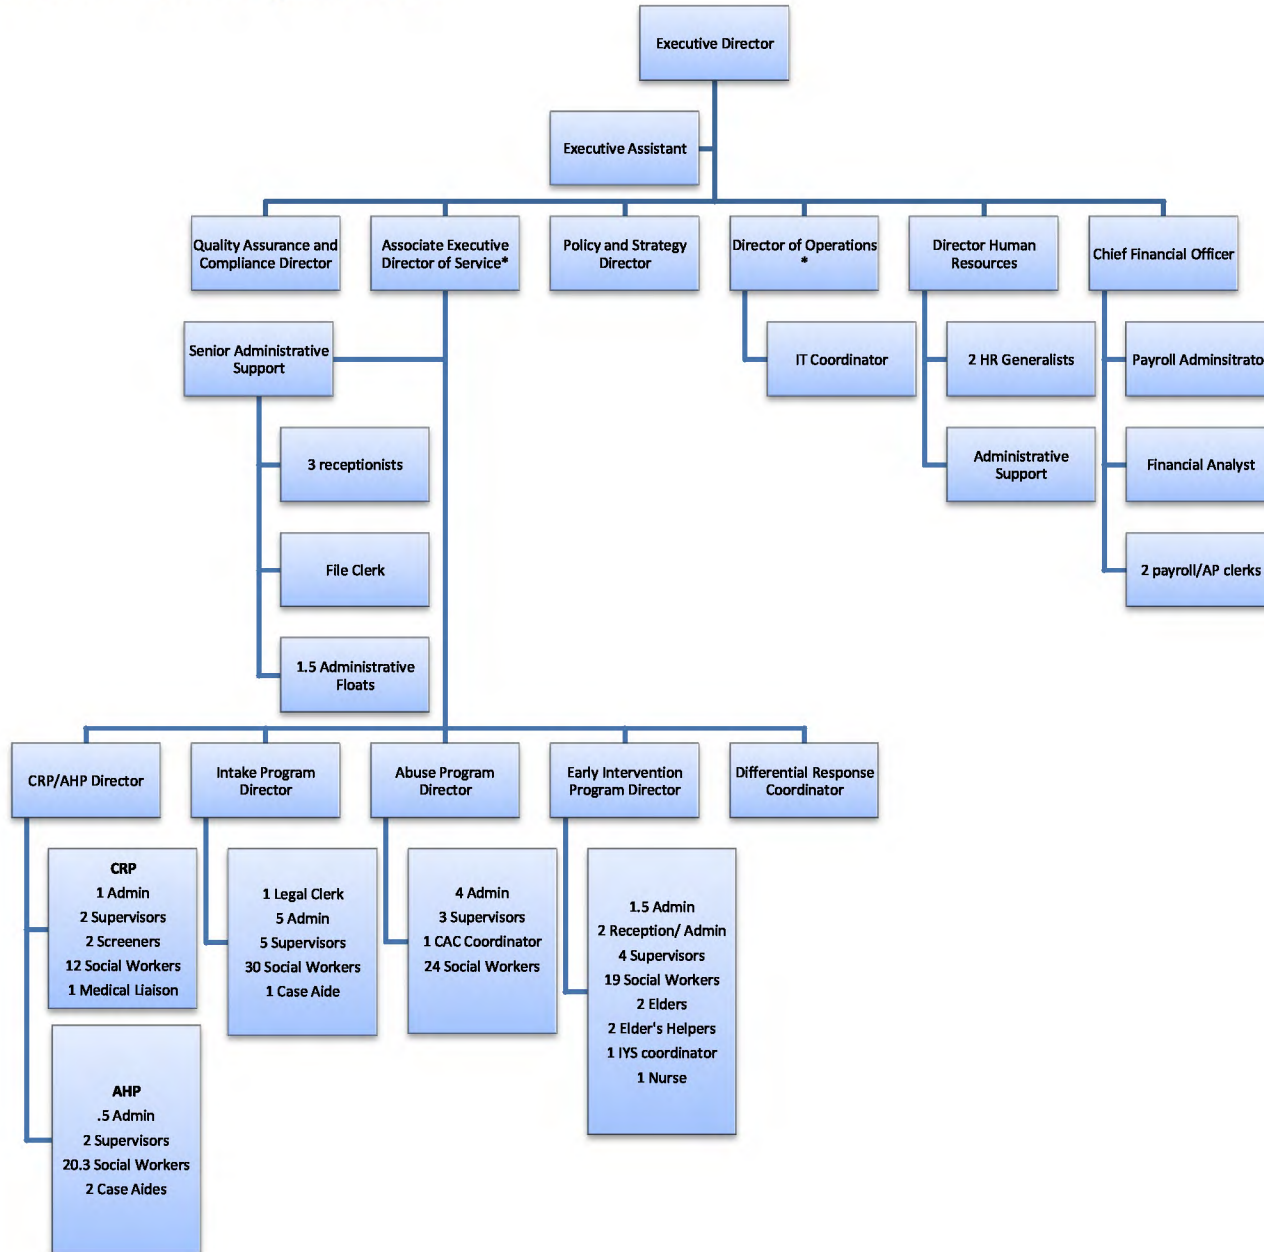 Executive Director
Executive Assistant
Quality Assurance and
Compliance Director
Associate Executive
Director of Service*
Policy and Strategy
Director
Director of Operations
*
Director Human
Resources
Chief Financial Officer
Senior Administrative
Support
3 receptionists
File Clerk
1.5 Administrative
Floats
IT Coordinator
2 HR Generalists
Administrative
Support
Payroll Adminsitrato
Financial Analyst
2 payroll/AP clerks
CRP/AHP Director
Intake Program
Director
Abuse Program
Director
Early Intervention
Program Director
Differential Response
Coordinator
CRP
1 Admin
2 Supervisors
2 Screeners
12 Social Workers
1 Medical Liaison
AHP
.5 Admin
2 Supervisors
20.3 Social Workers
2 Case Aides
1 Legal Clerk
5 Admin
5 Supervisors
30 Social Workers
1 Case Aide
4 Admin
3 Supervisors
1 CAC Coordinator
24 Social Workers
1.5 Admin
2 Reception/ Admin
4 Supervisors
19 Social Workers
2 Elders
2 Elder's Helpers
1 IYS coordinator
1 Nurse